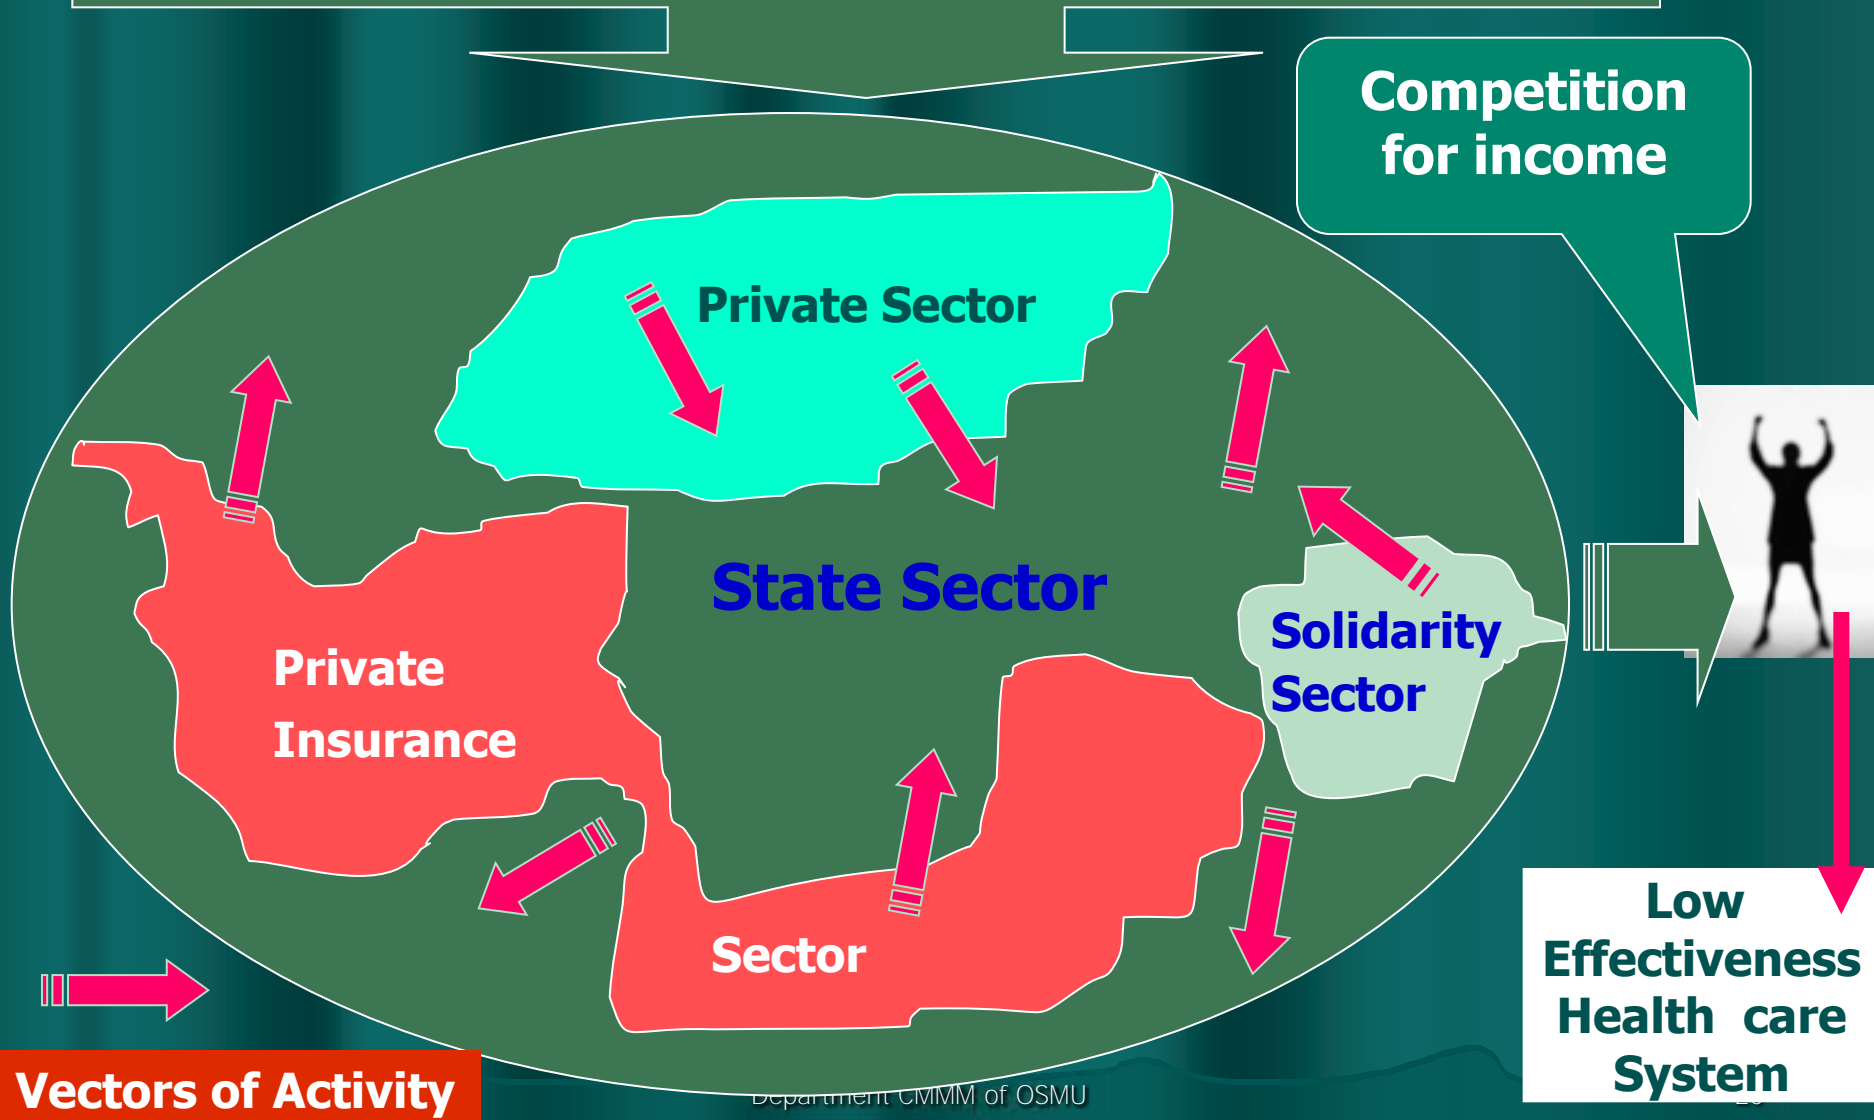 Competition
for income
Private Sector
State Sector
Solidarity
Sector
Private
Insurance
Sector
Low
Effectiveness
Health care
System
Vectors of Activity
Department CMMM of OSMU